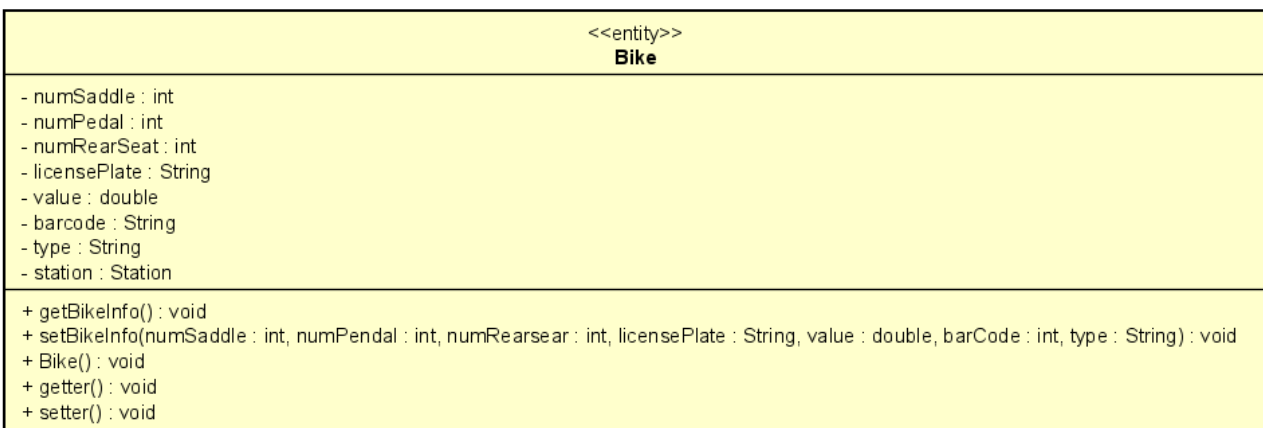 <<entity>>
Bike
- numSaddle : int
- numPedal : int
- numRearSeat : int
- licensePlate : String
- value : double
- barcode : String
- type : String
- station : Station
+ getBikeInfo() : void
+ setBikeInfo(numSaddle : int, numPendal : int, numRearsear : int, licensePlate : String, value : double, barCode : int, type : String) : void
+ Bike() : void
+ getter() : void
+ setter() : void